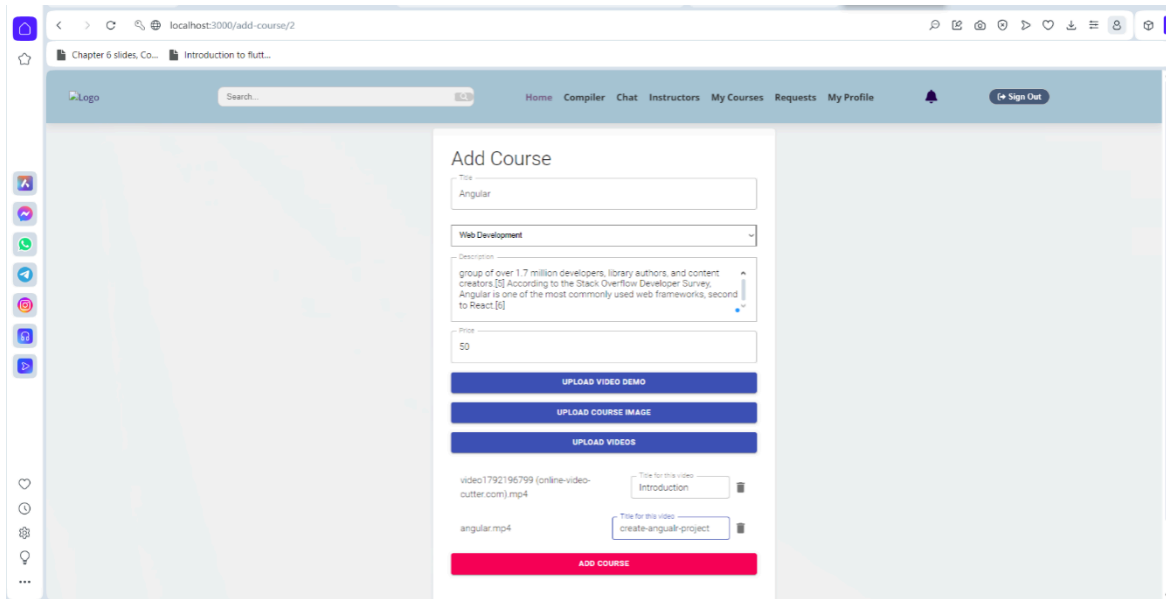 localhost:3000/add-course/2
Chapter 6 slides, Co... Introduction to flutt...
Logo Search... Home Compiler Chat Instructors My Courses Requests My Profile Sign Out
Add Course
Title
Angular
Web Development
Description
group of over 1.7 million developers, library authors, and content
creators.[5] According to the Stack Overflow Developer Survey,
Angular is one of the most commonly used web frameworks, second
to React.[6]
Price
50
UPLOAD VIDEO DEMO
UPLOAD COURSE IMAGE
UPLOAD VIDEOS
video1792196799 (online-video-
cutter.com).mp4
Title for this video
Introduction
angular.mp4
Title for this video
create-angualr-project
ADD COURSE